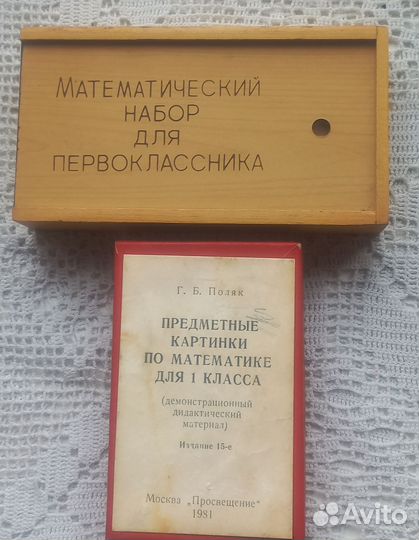 МАТЕМАТИЧЕСКИЙ
НАБОР
ДЛЯ
ПЕРВОКЛАССНИКА
Г. Б. Поляк
ПРЕДМЕТНЫЕ
КАРТИНКИ
ПО МАТЕМАТИКЕ
ДЛЯ 1 КЛАССА
(демонстрационный
дидактический
материал)
Издание 15-е
Москва „Просвещение"
1981
Avito